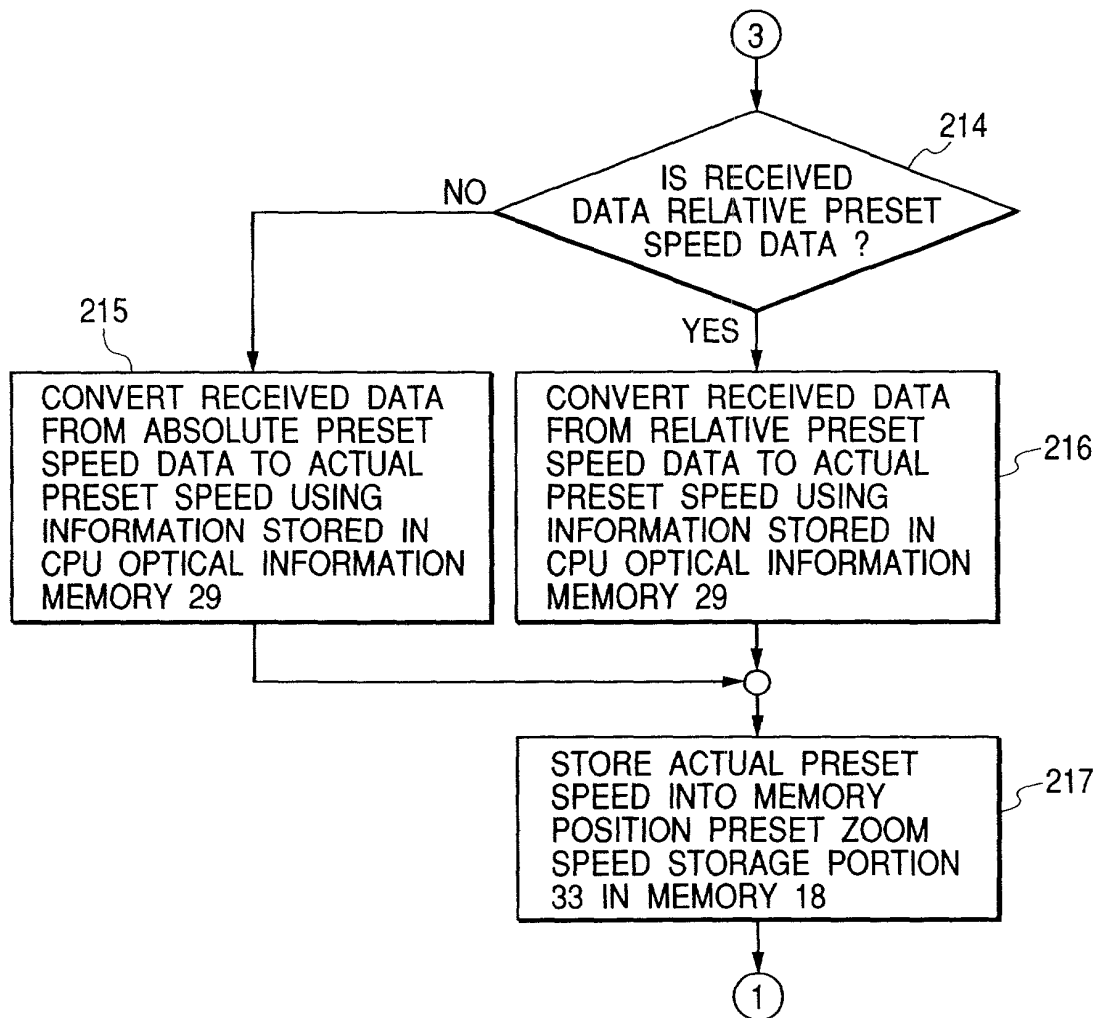 3
214
IS RECEIVED
DATA RELATIVE PRESET
SPEED DATA ?
NO
YES
215
CONVERT RECEIVED DATA
FROM ABSOLUTE PRESET
SPEED DATA TO ACTUAL
PRESET SPEED USING
INFORMATION STORED IN
CPU OPTICAL INFORMATION
MEMORY 29
CONVERT RECEIVED DATA
FROM RELATIVE PRESET
SPEED DATA TO ACTUAL
PRESET SPEED USING
INFORMATION STORED IN
CPU OPTICAL INFORMATION
MEMORY 29
216
STORE ACTUAL PRESET
SPEED INTO MEMORY
POSITION PRESET ZOOM
SPEED STORAGE PORTION
33 IN MEMORY 18
217
1